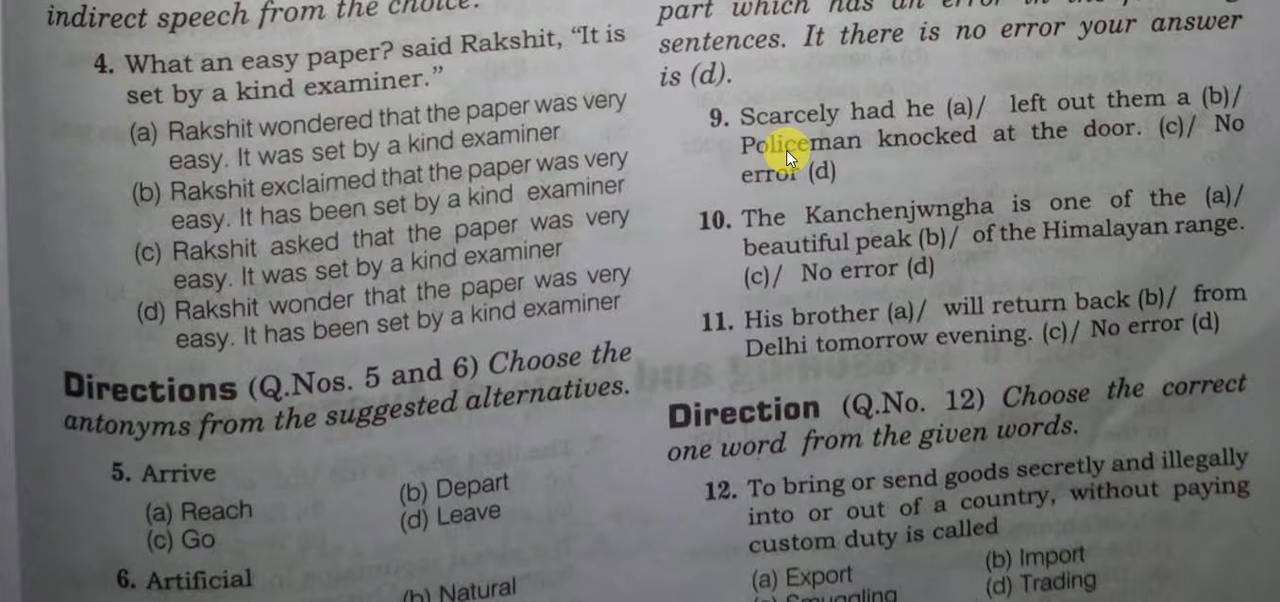 indirect speech from the choice.
4. What an easy paper? said Rakshit, “It is
set by a kind examiner.”
(a) Rakshit wondered that the paper was very
easy. It was set by a kind examiner
(b) Rakshit exclaimed that the paper was very
easy. It has been set by a kind examiner
(c) Rakshit asked that the paper was very
easy. It was set by a kind examiner
(d) Rakshit wonder that the paper was very
easy. It has been set by a kind examiner
Directions (Q.Nos. 5 and 6) Choose the
antonyms from the suggested alternatives.
5. Arrive
(a) Reach (b) Depart
(c) Go (d) Leave
6. Artificial
(b) Natural
part which has an error in the
sentences. It there is no error your answer
is (d).
9. Scarcely had he (a)/ left out them a (b)/
Policeman knocked at the door. (c)/ No
error (d)
10. The Kanchenjwngha is one of the (a)/
beautiful peak (b)/ of the Himalayan range.
(c)/ No error (d)
11. His brother (a)/ will return back (b)/ from
Delhi tomorrow evening. (c)/ No error (d)
Direction (Q.No. 12) Choose the correct
one word from the given words.
12. To bring or send goods secretly and illegally
into or out of a country, without paying
custom duty is called
(a) Export (b) Import
Smuggling (d) Trading